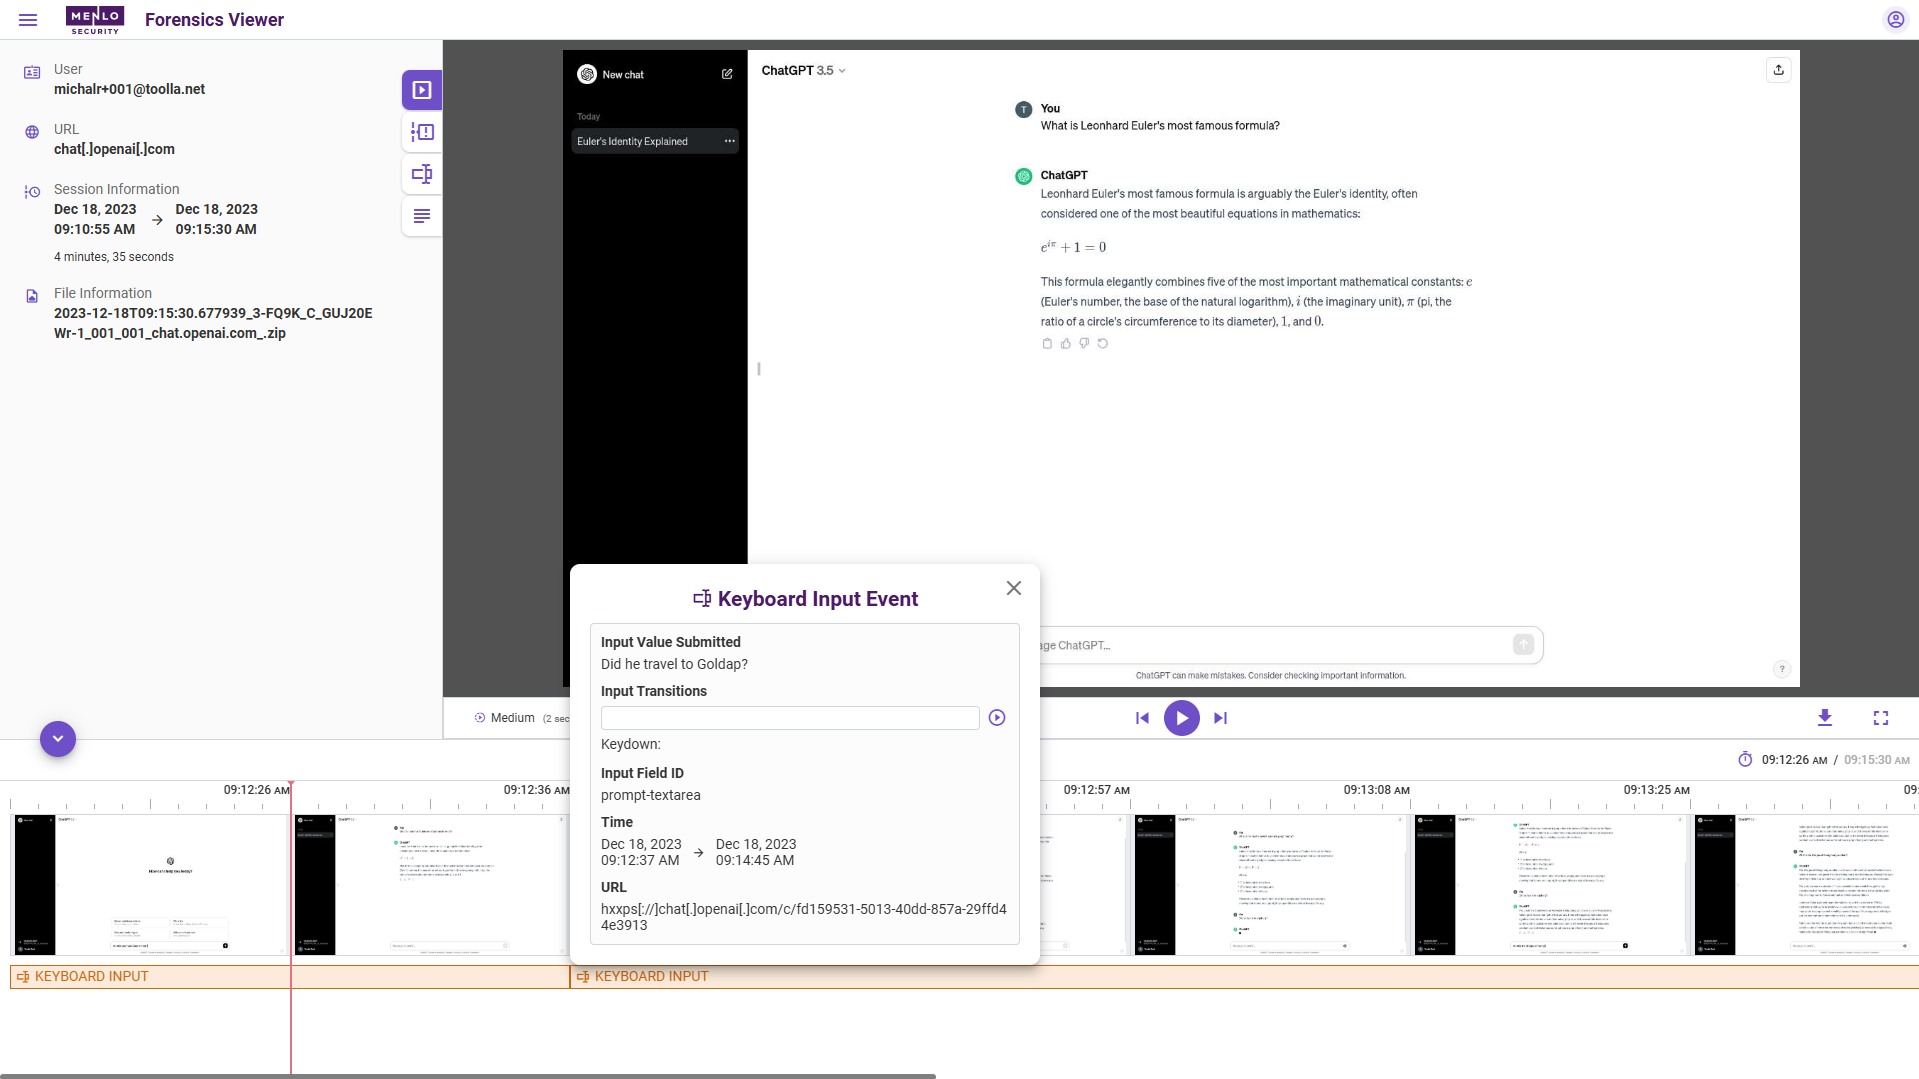 MENLO
SECURITY
Forensics Viewer
User
michalr+001@toolla.net
URL
chat[.]openai[.]com
Session Information
Dec 18, 2023
09:10:55 AM
Dec 18, 2023
09:15:30 AM
4 minutes, 35 seconds
File Information
2023-12-18T09:15:30.677939_3-FQ9K_C_GUJ20E
Wr-1_001_001_chat.openai.com_.zip
New chat
Today
Euler's Identity Explained
ChatGPT 3.5
T
You
What is Leonhard Euler's most famous formula?
ChatGPT
Leonhard Euler's most famous formula is arguably the Euler's identity, often
considered one of the most beautiful equations in mathematics:
e^{iπ} + 1 = 0
This formula elegantly combines five of the most important mathematical constants: e
(Euler's number, the base of the natural logarithm), i (the imaginary unit), π (pi, the
ratio of a circle's circumference to its diameter), 1, and 0.
age ChatGPT...
ChatGPT can make mistakes. Consider checking important information.
?
Keyboard Input Event
Input Value Submitted
Did he travel to Goldap?
Input Transitions
Keydown:
Input Field ID
prompt-textarea
Time
Dec 18, 2023
09:12:37 AM
Dec 18, 2023
09:14:45 AM
URL
hxxps[://]chat[.]openai[.]com/c/fd159531-5013-40dd-857a-29ffd4
4e3913
Medium (2 sec
09:12:26 AM / 09:15:30 AM
09:12:26 AM
09:12:36 AM
09:12:57 AM
09:13:08 AM
09:13:25 AM
09:
How can I help you today?
KEYBOARD INPUT
KEYBOARD INPUT